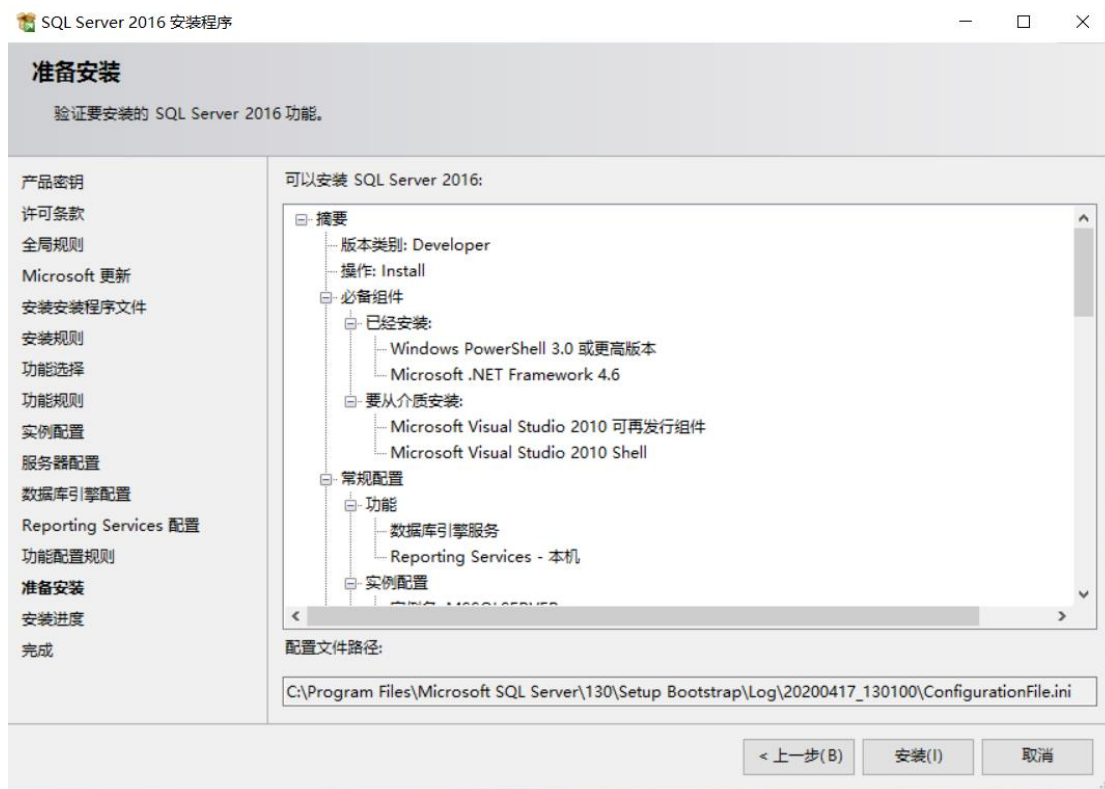 SQL Server 2016 安装程序
准备安装
验证要安装的 SQL Server 2016 功能。
产品密钥
许可条款
全局规则
Microsoft 更新
安装安装程序文件
安装规则
功能选择
功能规则
实例配置
服务器配置
数据库引擎配置
Reporting Services 配置
功能配置规则
准备安装
安装进度
完成
可以安装 SQL Server 2016:
摘要
版本类别: Developer
操作: Install
必备组件
已经安装:
Windows PowerShell 3.0 或更高版本
Microsoft .NET Framework 4.6
要从介质安装:
Microsoft Visual Studio 2010 可再发行组件
Microsoft Visual Studio 2010 Shell
常规配置
功能
数据库引擎服务
Reporting Services - 本机
实例配置
配置文件路径:
C:\Program Files\Microsoft SQL Server\130\Setup Bootstrap\Log\20200417_130100\ConfigurationFile.ini
< 上一步(B)
安装(I)
取消